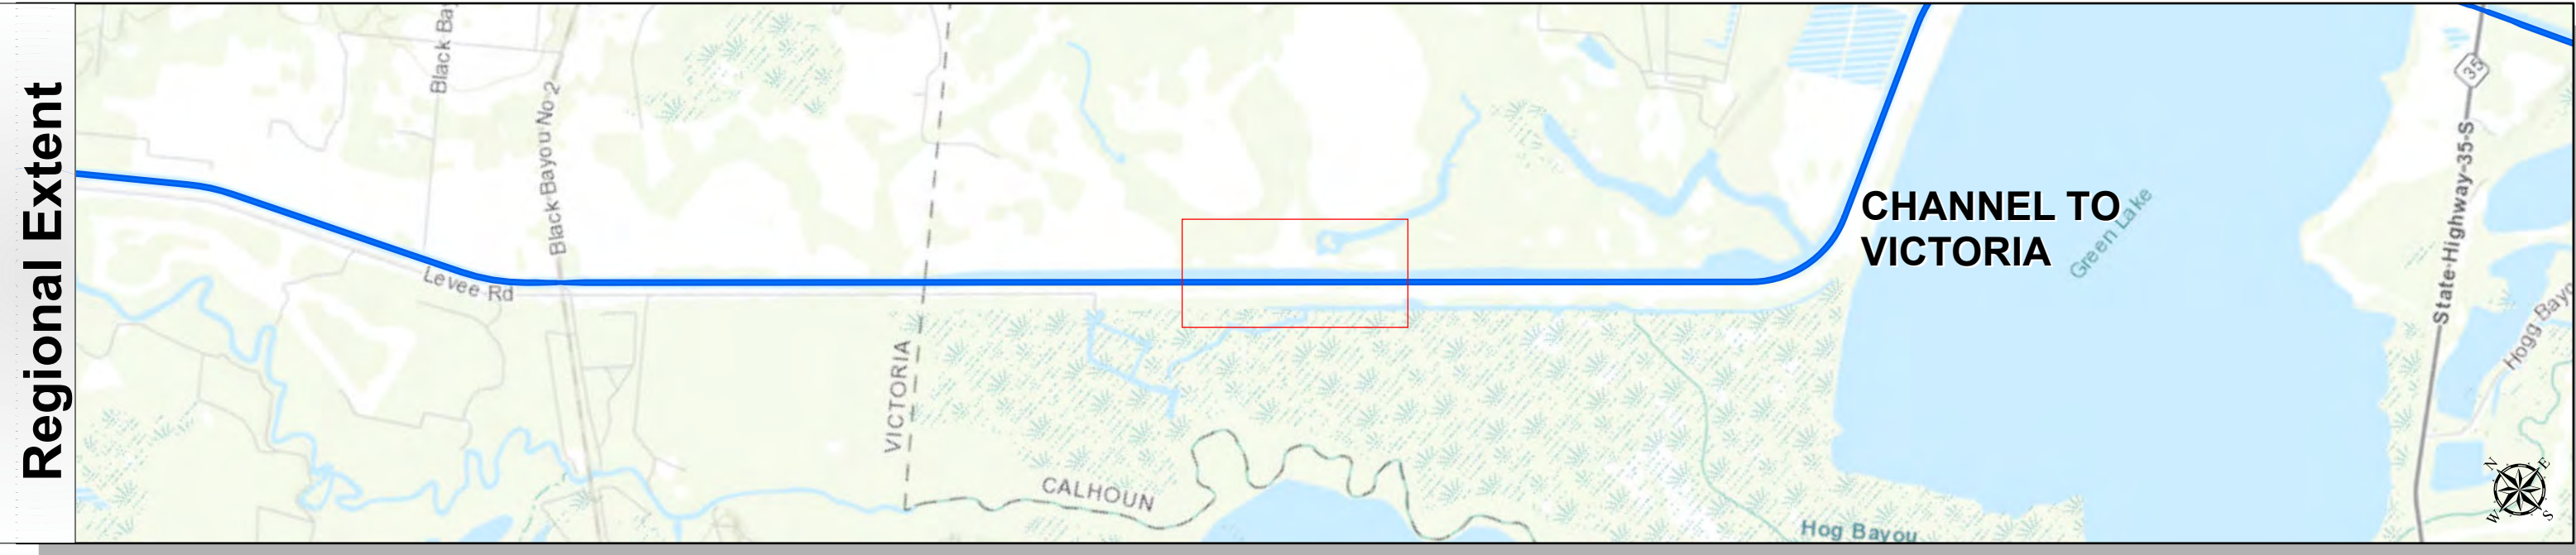 Regional Extent
Black Ba
Black Bayou No 2
Levee Rd
VICTORIA
CALHOUN
CHANNEL TO
VICTORIA
Green Lake
Hog Bayou
35
State Highway 35 S
Hogg Bayo
N
E
W
S